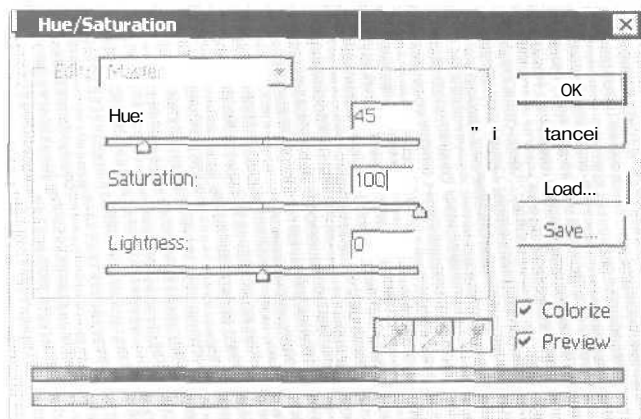 Hue/Saturation
Edit: Master
OK
Hue: 45
" i tancei
Saturation: 100
Load...
Save...
Lightness: 0
Colorize
Preview